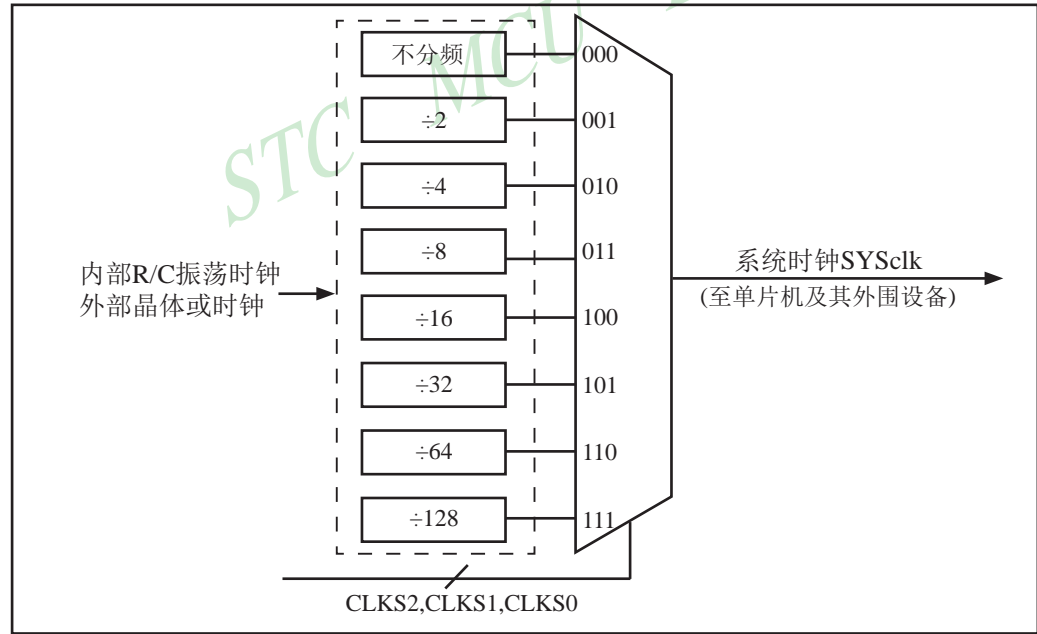 STC MCU
不分频
000
÷2
001
÷4
010
÷8
011
÷16
100
÷32
101
÷64
110
÷128
111
内部R/C振荡时钟
外部晶体或时钟
系统时钟SYSclk
(至单片机及其外围设备)
CLKS2,CLKS1,CLKS0